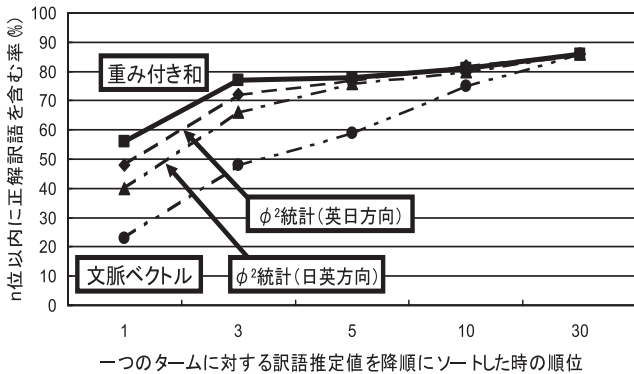 n位以内に正解訳語を含む率(%)
100
90
80
70
60
50
40
30
20
10
0
重み付き和
φ²統計(英日方向)
文脈ベクトル
φ²統計(日英方向)
1 3 5 10 30
一つのタームに対する訳語推定値を降順にソートした時の順位